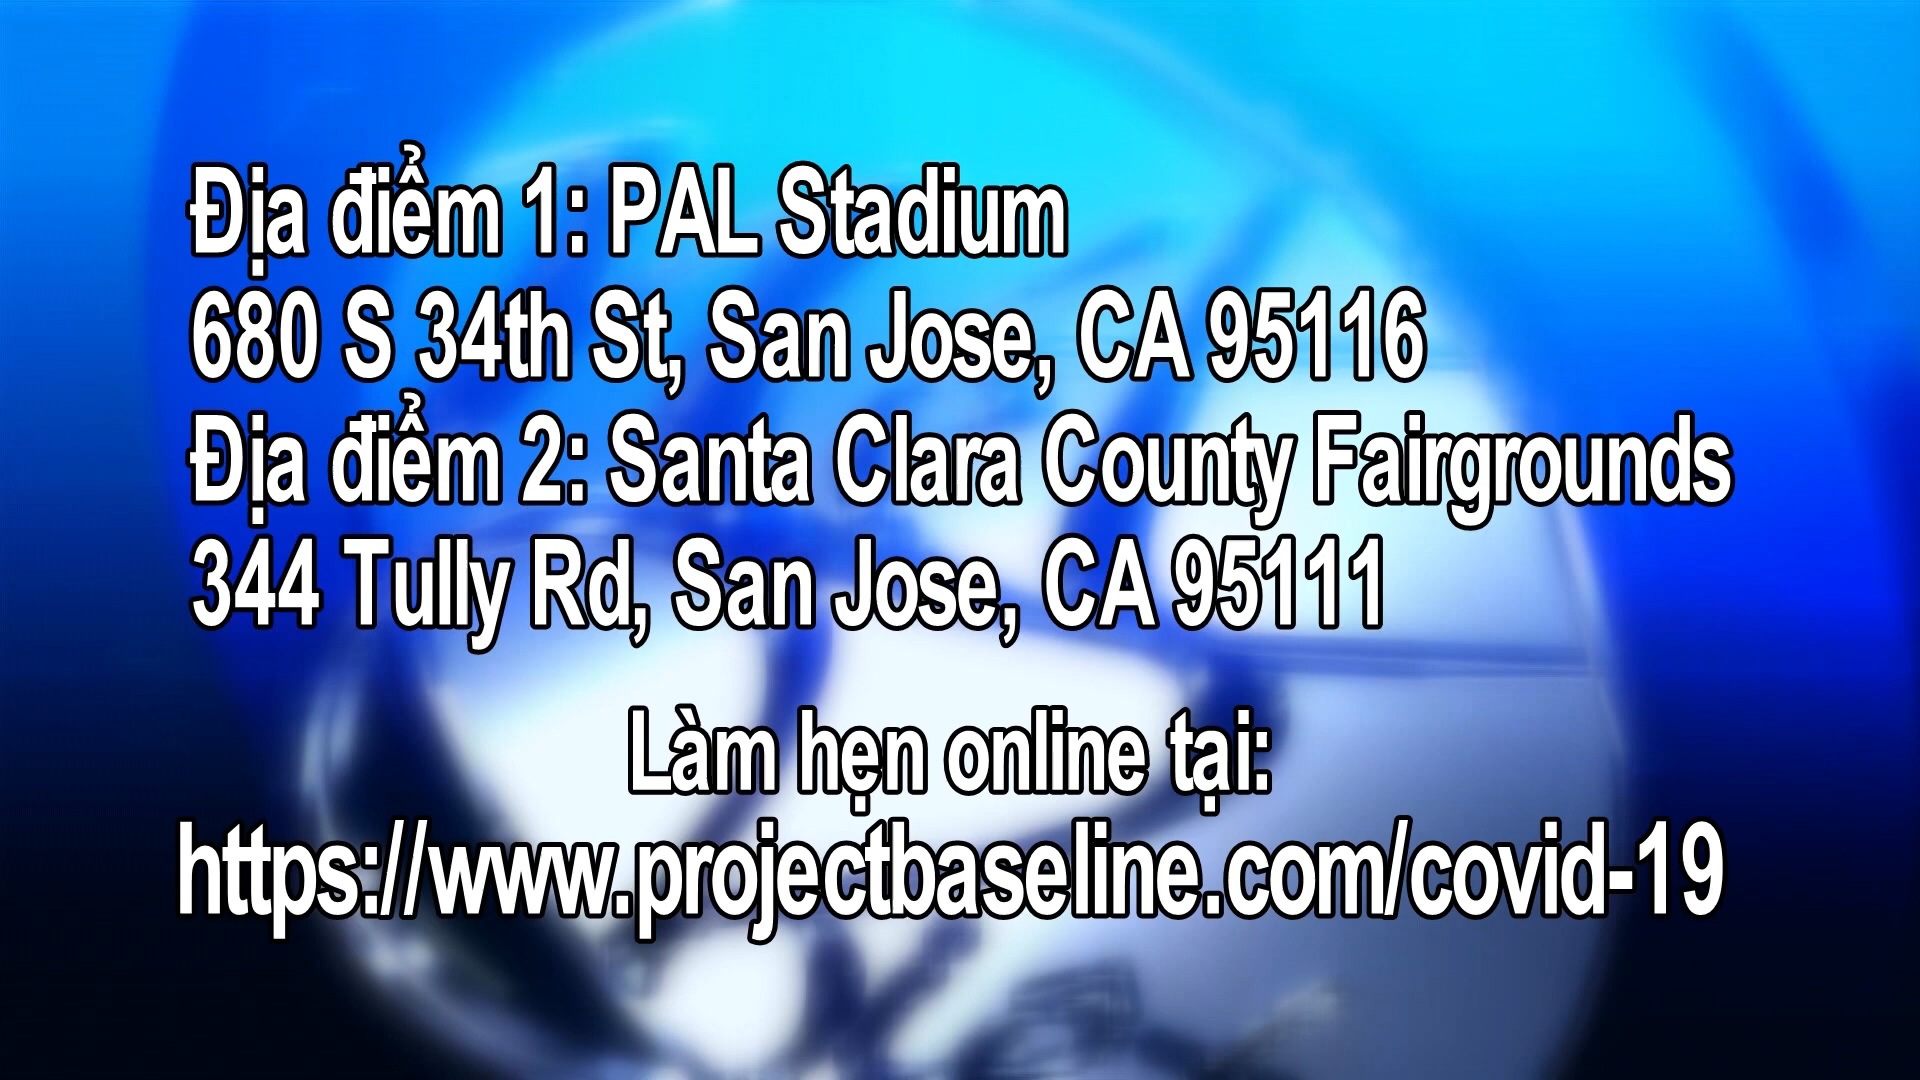 Địa điểm 1: PAL Stadium
680 S 34th St, San Jose, CA 95116
Địa điểm 2: Santa Clara County Fairgrounds
344 Tully Rd, San Jose, CA 95111
Làm hẹn online tại:
https://www.projectbaseline.com/covid-19